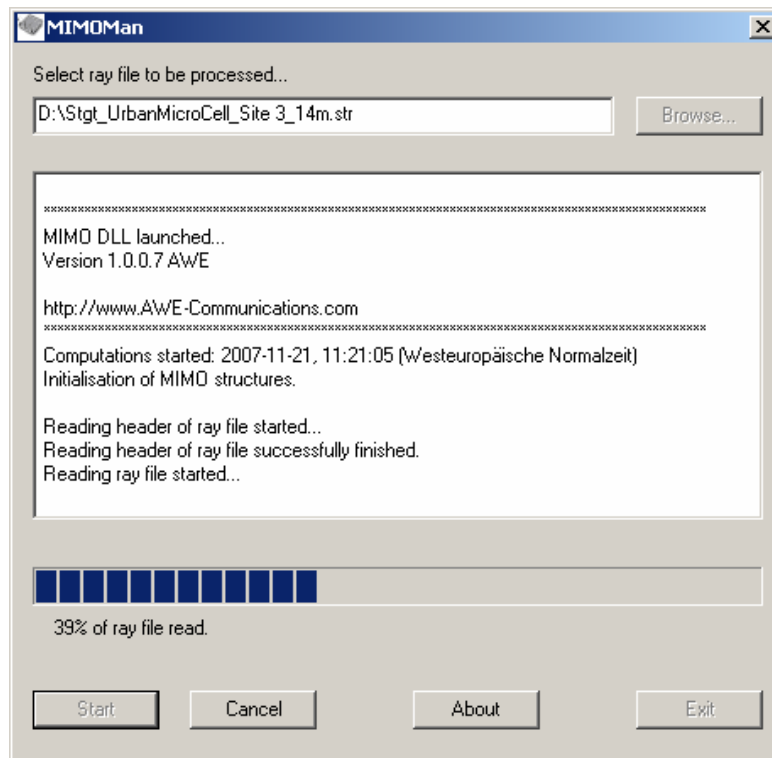 MIMOMan
Select ray file to be processed...
D:\Stgt_UrbanMicroCell_Site 3_14m.str
Browse...
MIMO DLL launched...
Version 1.0.0.7 AWE
http://www.AWE-Communications.com
Computations started: 2007-11-21, 11:21:05 (Westeuropäische Normalzeit)
Initialisation of MIMO structures.
Reading header of ray file started...
Reading header of ray file successfully finished.
Reading ray file started...
39% of ray file read.
Start
Cancel
About
Exit